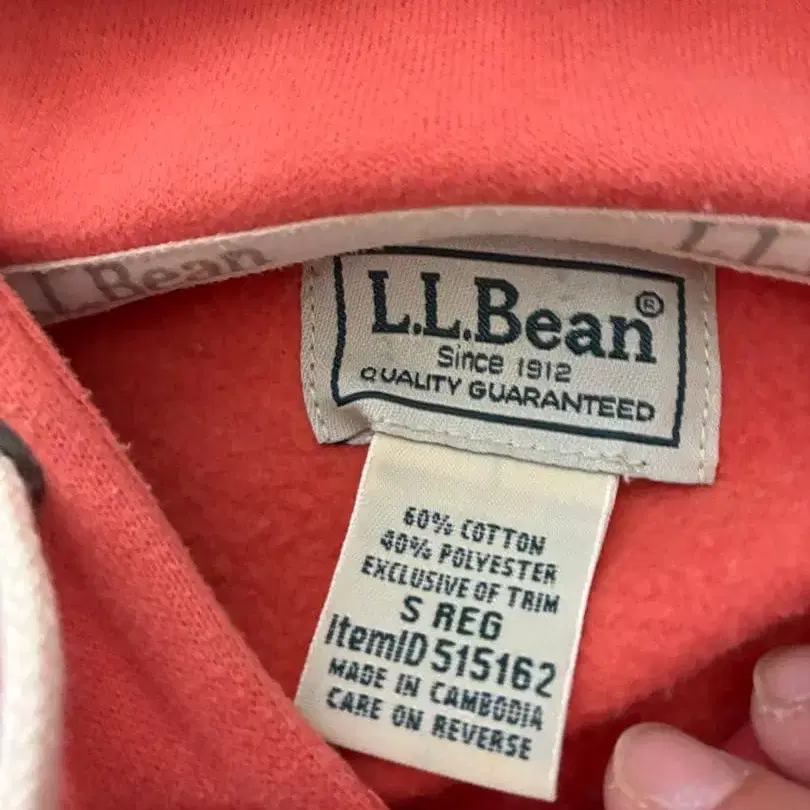 L.L.Bean
L.L.
L.L.Bean®
Since 1912
QUALITY GUARANTEED
60% COTTON
40% POLYESTER
EXCLUSIVE OF TRIM
S REG
ItemID 515162
MADE IN CAMBODIA
CARE ON REVERSE